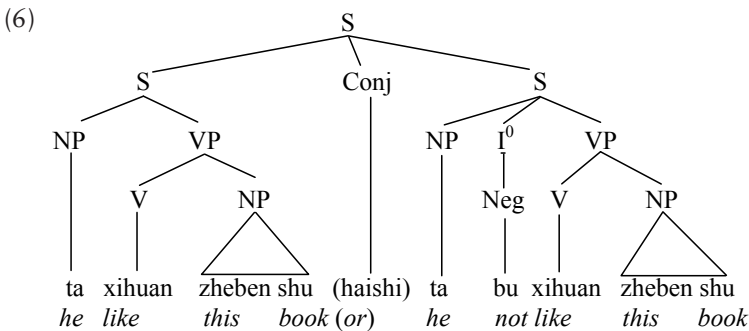 (6)
S
S Conj S
NP VP NP I⁰ VP
V NP Neg V NP
ta xihuan zheben shu (haishi) ta bu xihuan zheben shu
he like this book (or) he not like this book